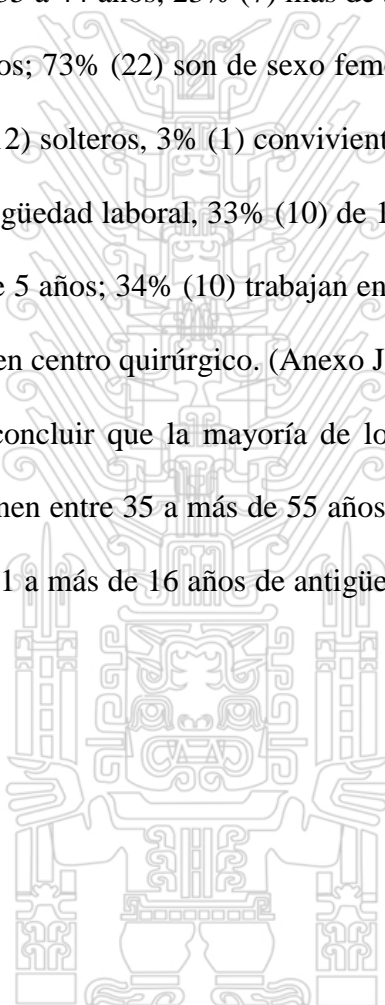 35 a 44 años, 23% (7) más de
os; 73% (22) son de sexo feme
12) solteros, 3% (1) convivient
güedad laboral, 33% (10) de 1
e 5 años; 34% (10) trabajan en
en centro quirúrgico. (Anexo J
concluir que la mayoría de lo
nen entre 35 a más de 55 años
1 a más de 16 años de antigüe